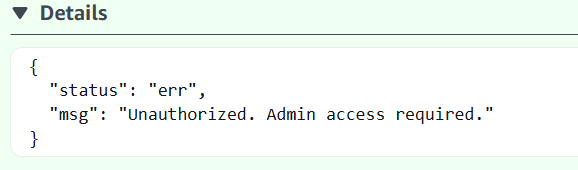 Details
{
  "status": "err",
  "msg": "Unauthorized. Admin access required."
}